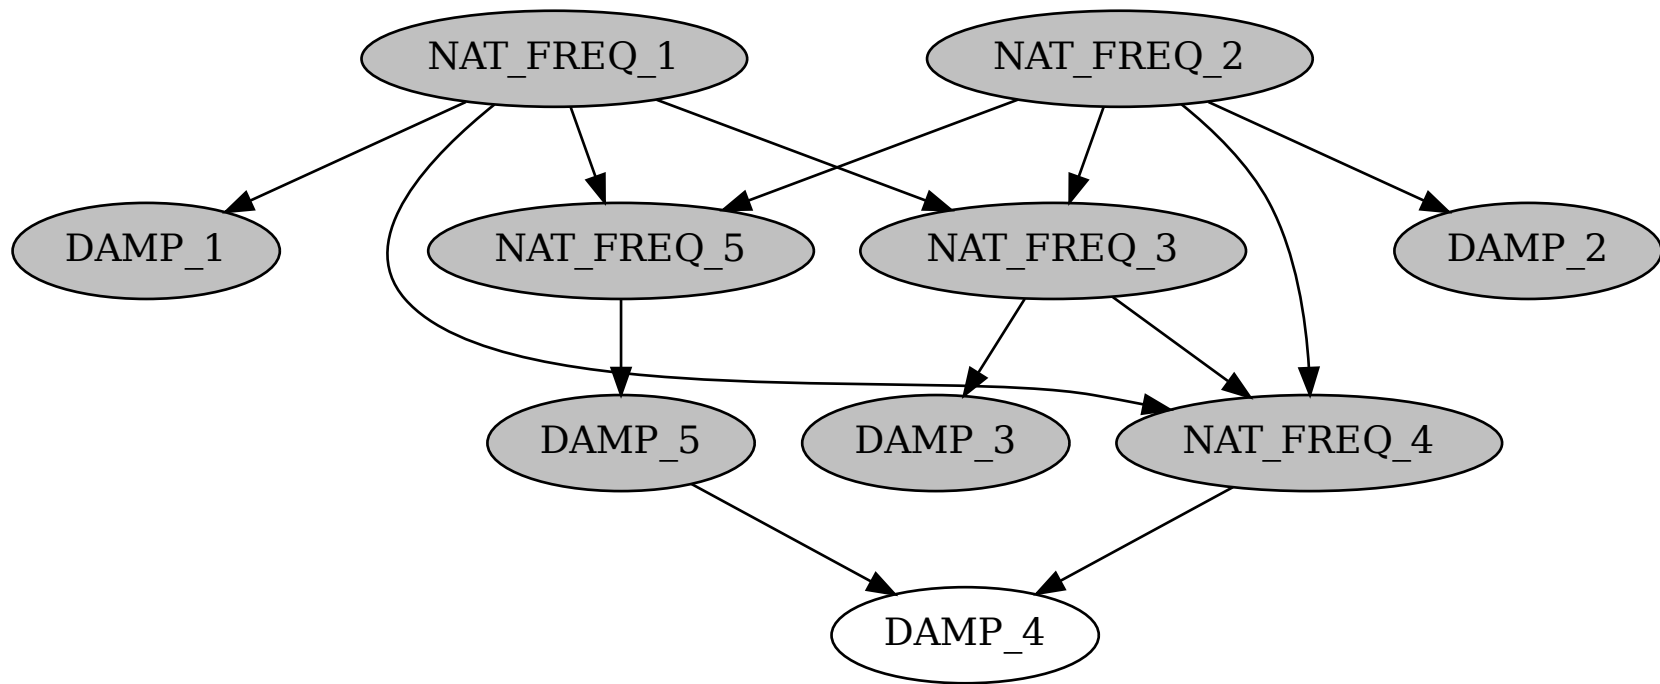 NAT_FREQ_1
NAT_FREQ_2
DAMP_1
NAT_FREQ_5
NAT_FREQ_3
DAMP_2
DAMP_5
DAMP_3
NAT_FREQ_4
DAMP_4